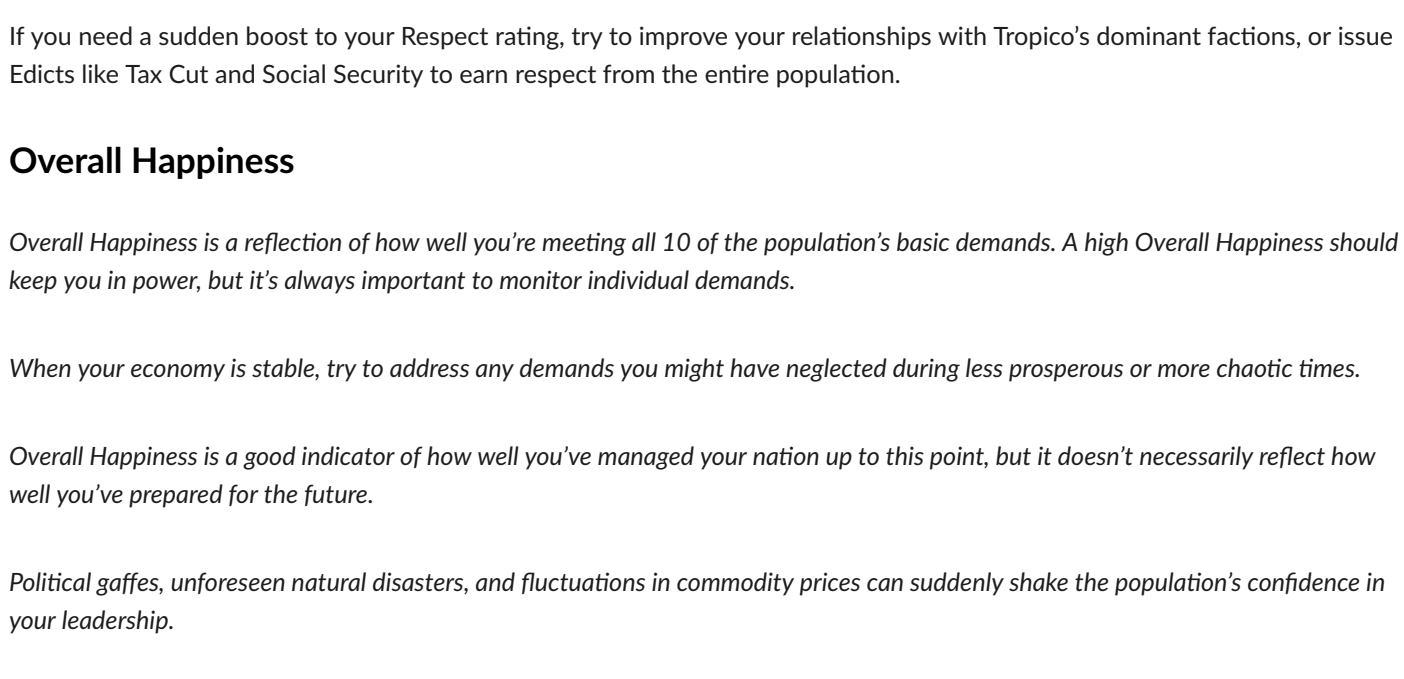 If you need a sudden boost to your Respect rating, try to improve your relationships with Tropico’s dominant factions, or issue
Edicts like Tax Cut and Social Security to earn respect from the entire population.
Overall Happiness
Overall Happiness is a reflection of how well you’re meeting all 10 of the population’s basic demands. A high Overall Happiness should
keep you in power, but it’s always important to monitor individual demands.
When your economy is stable, try to address any demands you might have neglected during less prosperous or more chaotic times.
Overall Happiness is a good indicator of how well you’ve managed your nation up to this point, but it doesn’t necessarily reflect how
well you’ve prepared for the future.
Political gaffes, unforeseen natural disasters, and fluctuations in commodity prices can suddenly shake the population’s confidence in
your leadership.